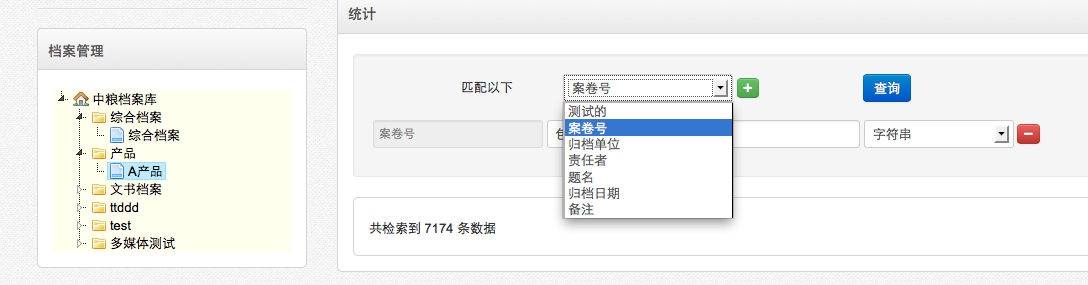 档案管理
中粮档案库
综合档案
综合档案
产品
A产品
文书档案
ttddd
test
多媒体测试
统计
匹配以下
案卷号
查询
测试的
案卷号
归档单位
责任者
题名
归档日期
备注
案卷号
字符串
共检索到 7174 条数据